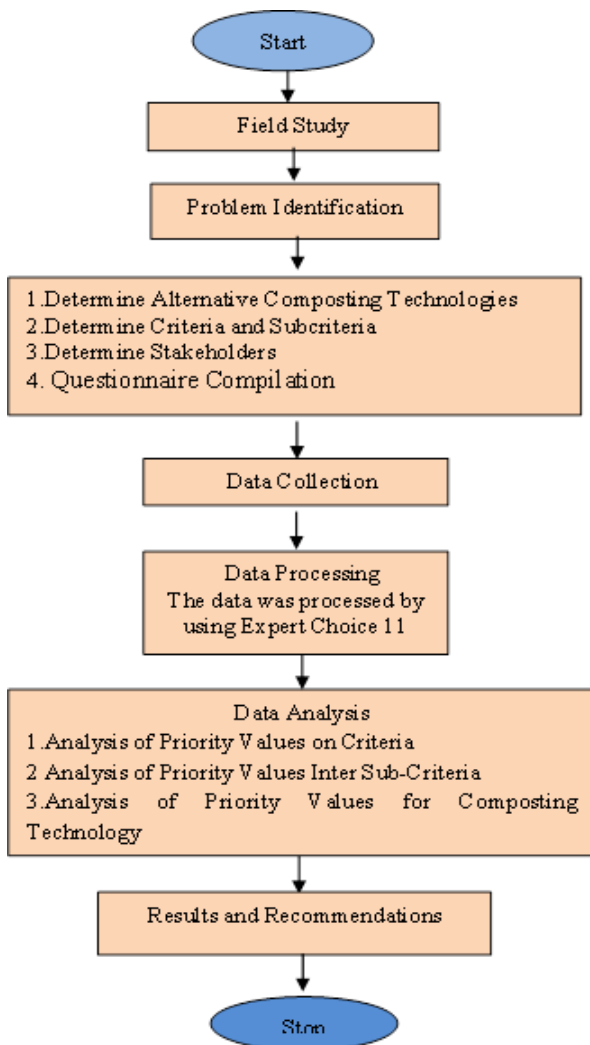 Start
Field Study
Problem Identification
1.Determine Alternative Composting Technologies
2.Determine Criteria and Subcriteria
3.Determine Stakeholders
4. Questionnaire Compilation
Data Collection
Data Processing
The data was processed by
using Expert Choice 11
Data Analysis
1.Analysis of Priority Values on Criteria
2 Analysis of Priority Values Inter Sub-Criteria
3.Analysis of Priority Values for Composting
Technology
Results and Recommendations
Stop